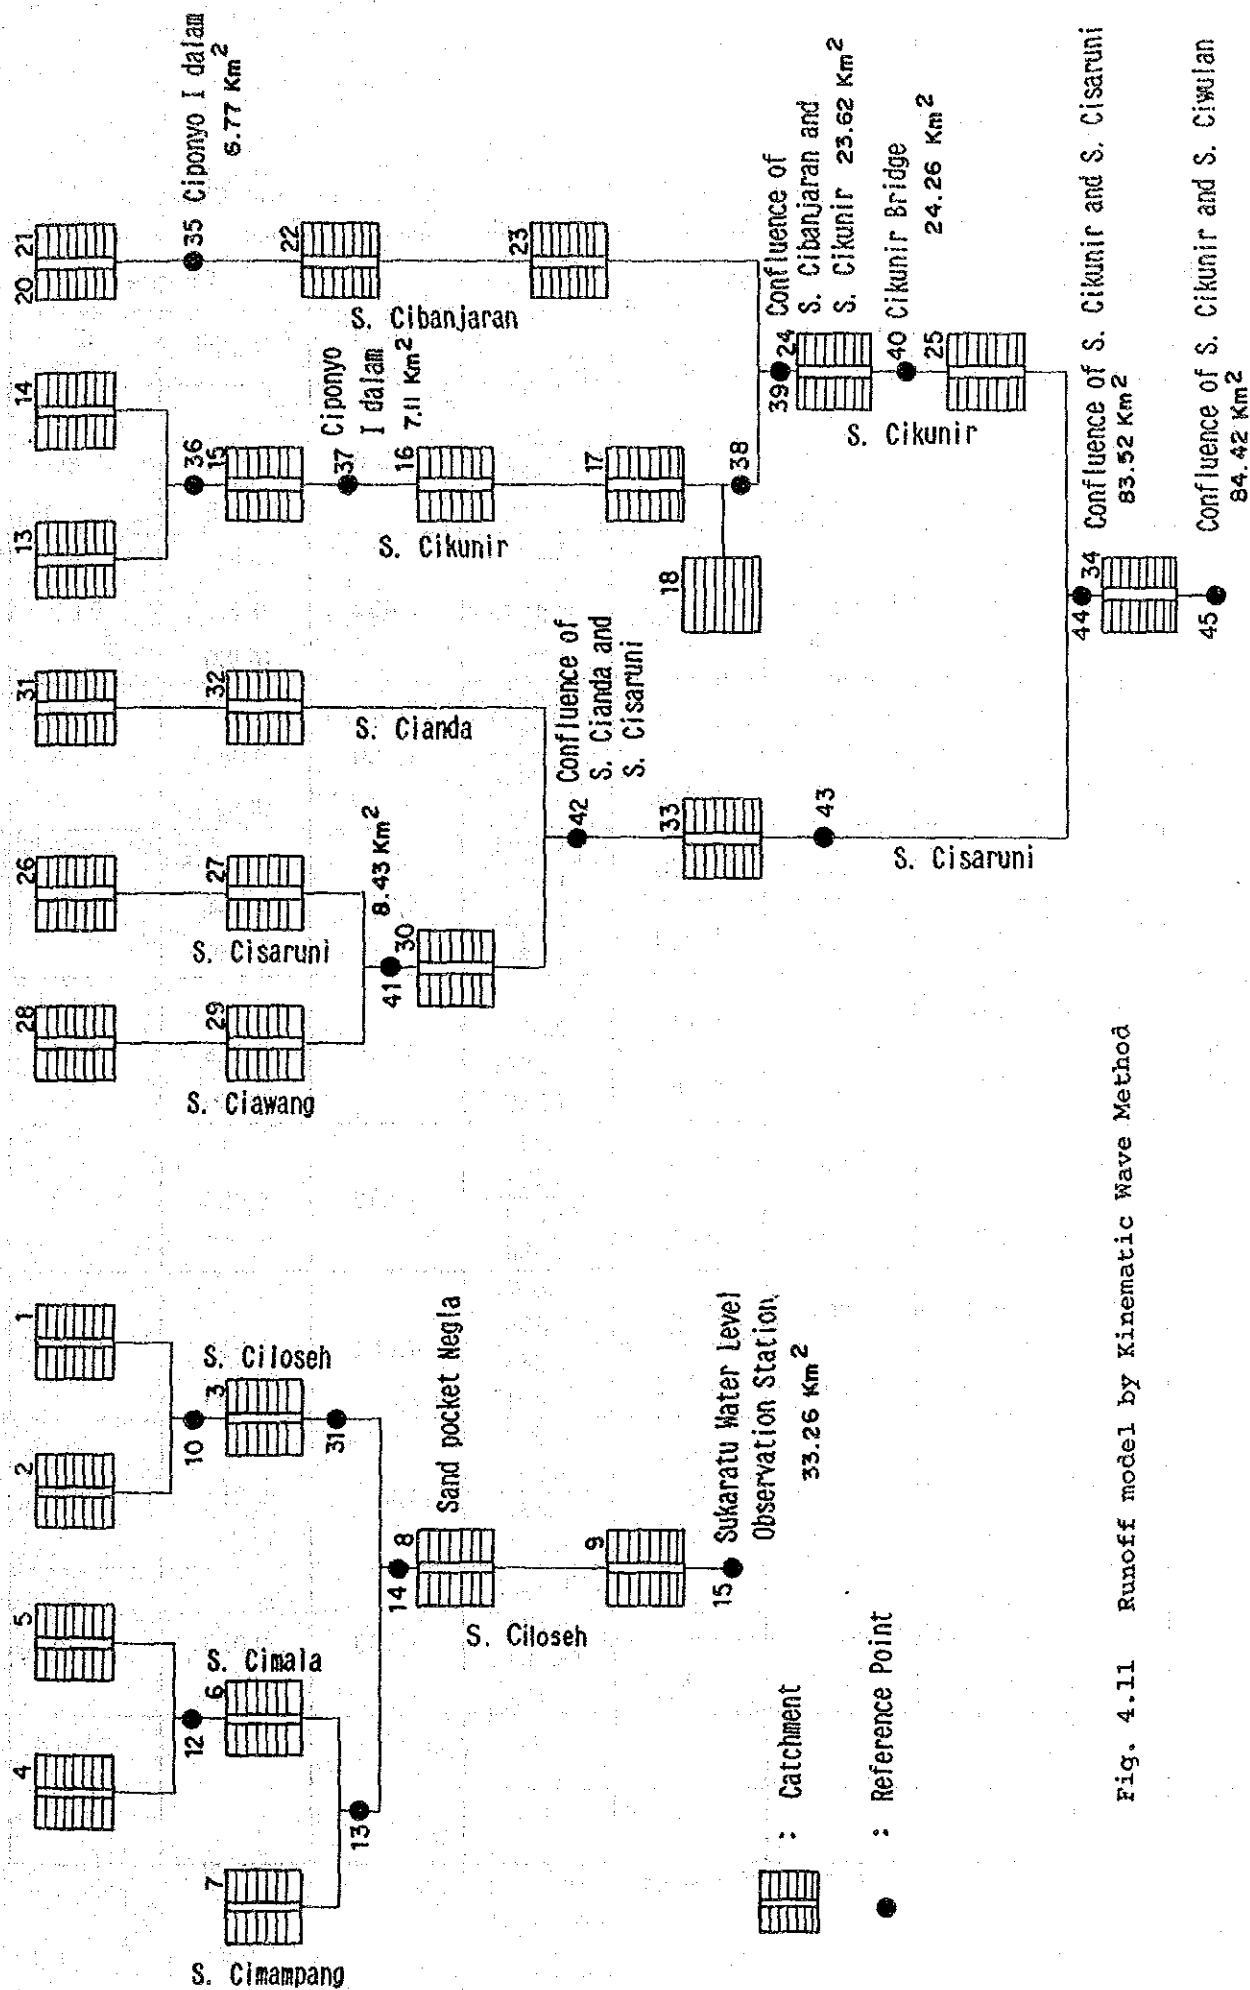 4
5
2
1
28
26
31
13
14
20
21
12
10
36
35 Ciponyo I dalam
6.77 Km²
7
6
3
29
27
32
15
22
S. Cimampang
S. Cimala
S. Ciloseh
S. Ciawang
S. Cisaruni
S. Cianda
S. Cikunir
S. Cibanjaran
13
31
8.43 Km²
37 Ciponyo
I dalam
7.11 Km²
14
8
Sand pocket Negla
41
30
16
23
S. Ciloseh
9
42
Confluence of
S. Cianda and
S. Cisaruni
17
18
38
15
Sukaratu Water Level
Observation Station
33.26 Km²
33
43
S. Cisaruni
39
24
Confluence of
S. Cibanjaran and
S. Cikunir 23.62 Km²
40 Cikunir Bridge
24.26 Km²
25
S. Cikunir
: Catchment
: Reference Point
44
34
Confluence of S. Cikunir and S. Cisaruni
83.52 Km²
45
Confluence of S. Cikunir and S. Ciwulan
84.42 Km²
Fig. 4.11 Runoff model by Kinematic Wave Method